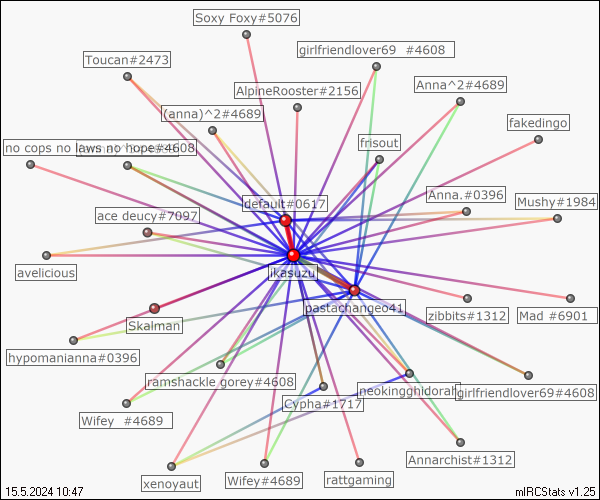 Soxy Foxy#5076
girlfriendlover69 #4608
Toucan#2473
Anna^2#4689
AlpineRooster#2156
(anna)^2#4689
fakedingo
frisout
no cops no laws no hope#4608
Anna.#0396
Mushy#1984
default#0617
ace deucy#7097
avelicious
ikasuzu
pastachangeo41
zibbits#1312
Mad #6901
Skalman
hypomanianna#0396
ramshackle gorey#4608
neokingghidorah
girlfriendlover69#4608
Cypha#1717
Wifey #4689
Annarchist#1312
xenoyaut
Wifey#4689
rattgaming
15.5.2024 10:47
mIRCStats v1.25